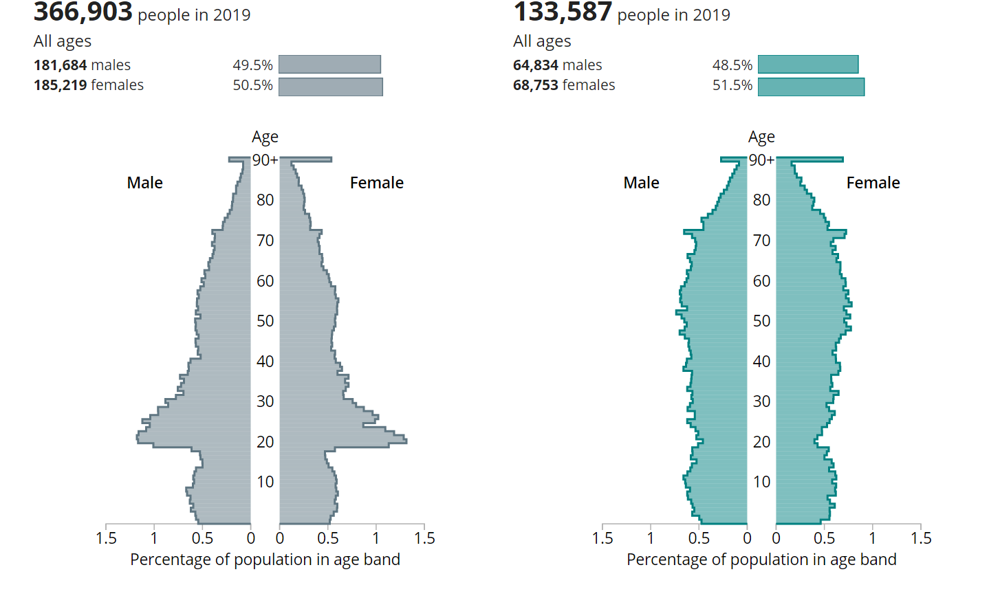 366,903 people in 2019
All ages
181,684 males 49.5%
185,219 females 50.5%
Age
90+
Male Female
80
70
60
50
40
30
20
10
1.5 1 0.5 0 0 0.5 1 1.5
Percentage of population in age band
133,587 people in 2019
All ages
64,834 males 48.5%
68,753 females 51.5%
Age
90+
Male Female
80
70
60
50
40
30
20
10
1.5 1 0.5 0 0 0.5 1 1.5
Percentage of population in age band